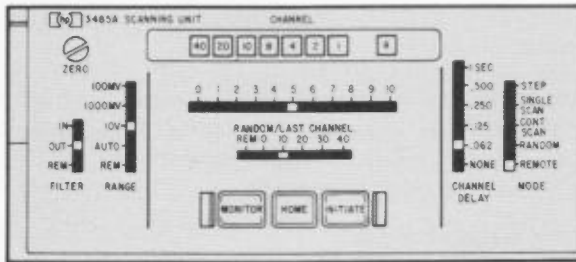 hp 3485A SCANNING UNIT CHANNEL
40 20 10 8 4 2 1 R
ZERO
100MV
1000MV
10V
AUTO
REM
RANGE
IN
OUT
REM
FILTER
0 1 2 3 4 5 6 7 8 9 10
RANDOM/LAST CHANNEL
REM 0 10 20 30 40
MONITOR HOME INITIATE
1 SEC
.500
.250
.125
.062
NONE
CHANNEL
DELAY
STEP
SINGLE
SCAN
CONT
SCAN
RANDOM
REMOTE
MODE